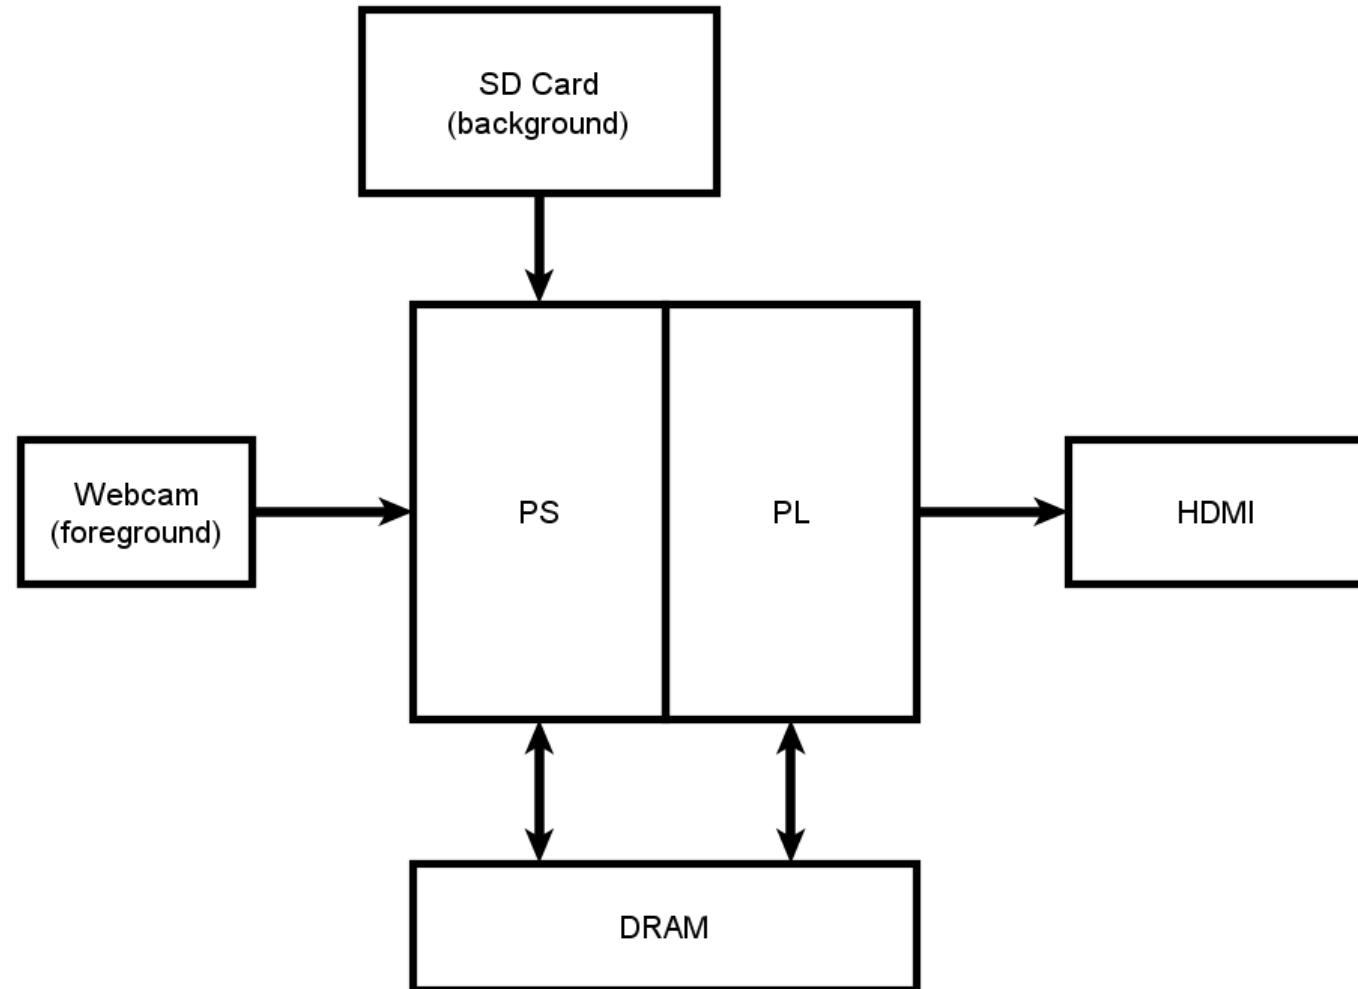 SD Card
(background)
Webcam
(foreground)
PS
PL
HDMI
DRAM